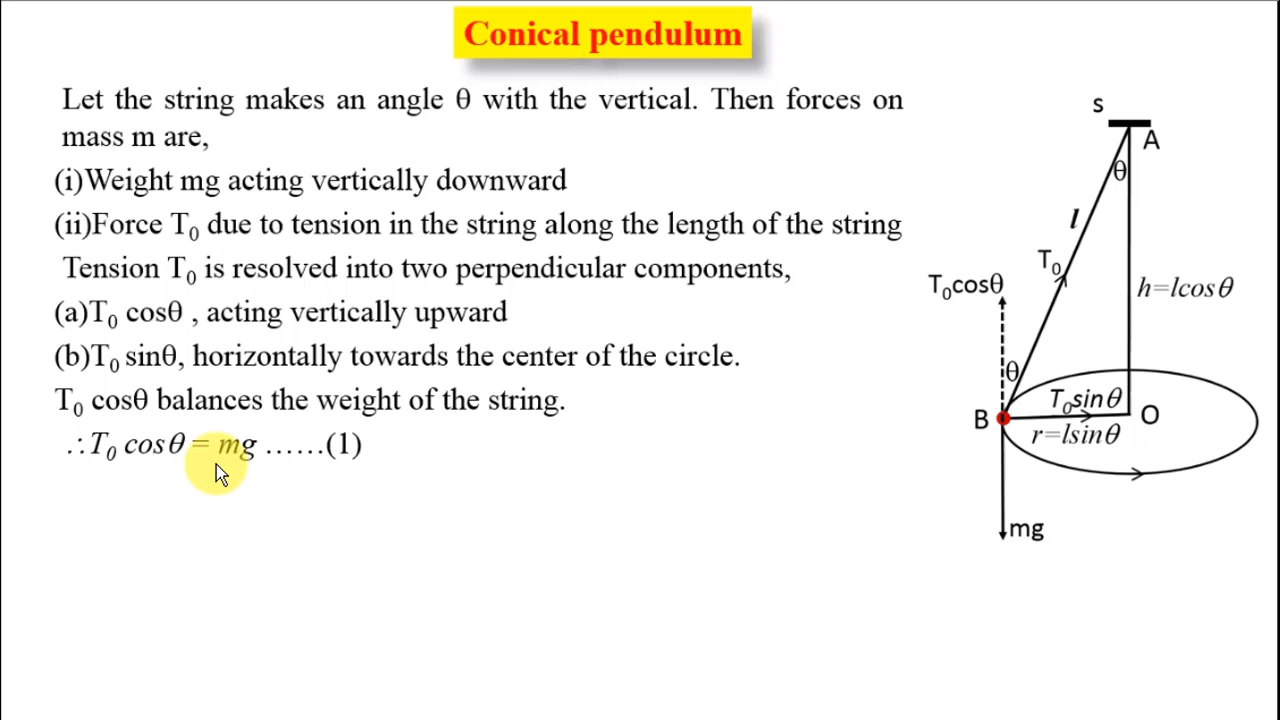 Conical pendulum
Let the string makes an angle θ with the vertical. Then forces on
mass m are,
(i)Weight mg acting vertically downward
(ii)Force T₀ due to tension in the string along the length of the string
Tension T₀ is resolved into two perpendicular components,
(a)T₀ cosθ , acting vertically upward
(b)T₀ sinθ, horizontally towards the center of the circle.
T₀ cosθ balances the weight of the string.
∴T₀ cosθ = mg ……(1)
s
A
θ
l
T₀
T₀cosθ
h=lcosθ
θ
T₀sinθ
B
O
r=lsinθ
mg